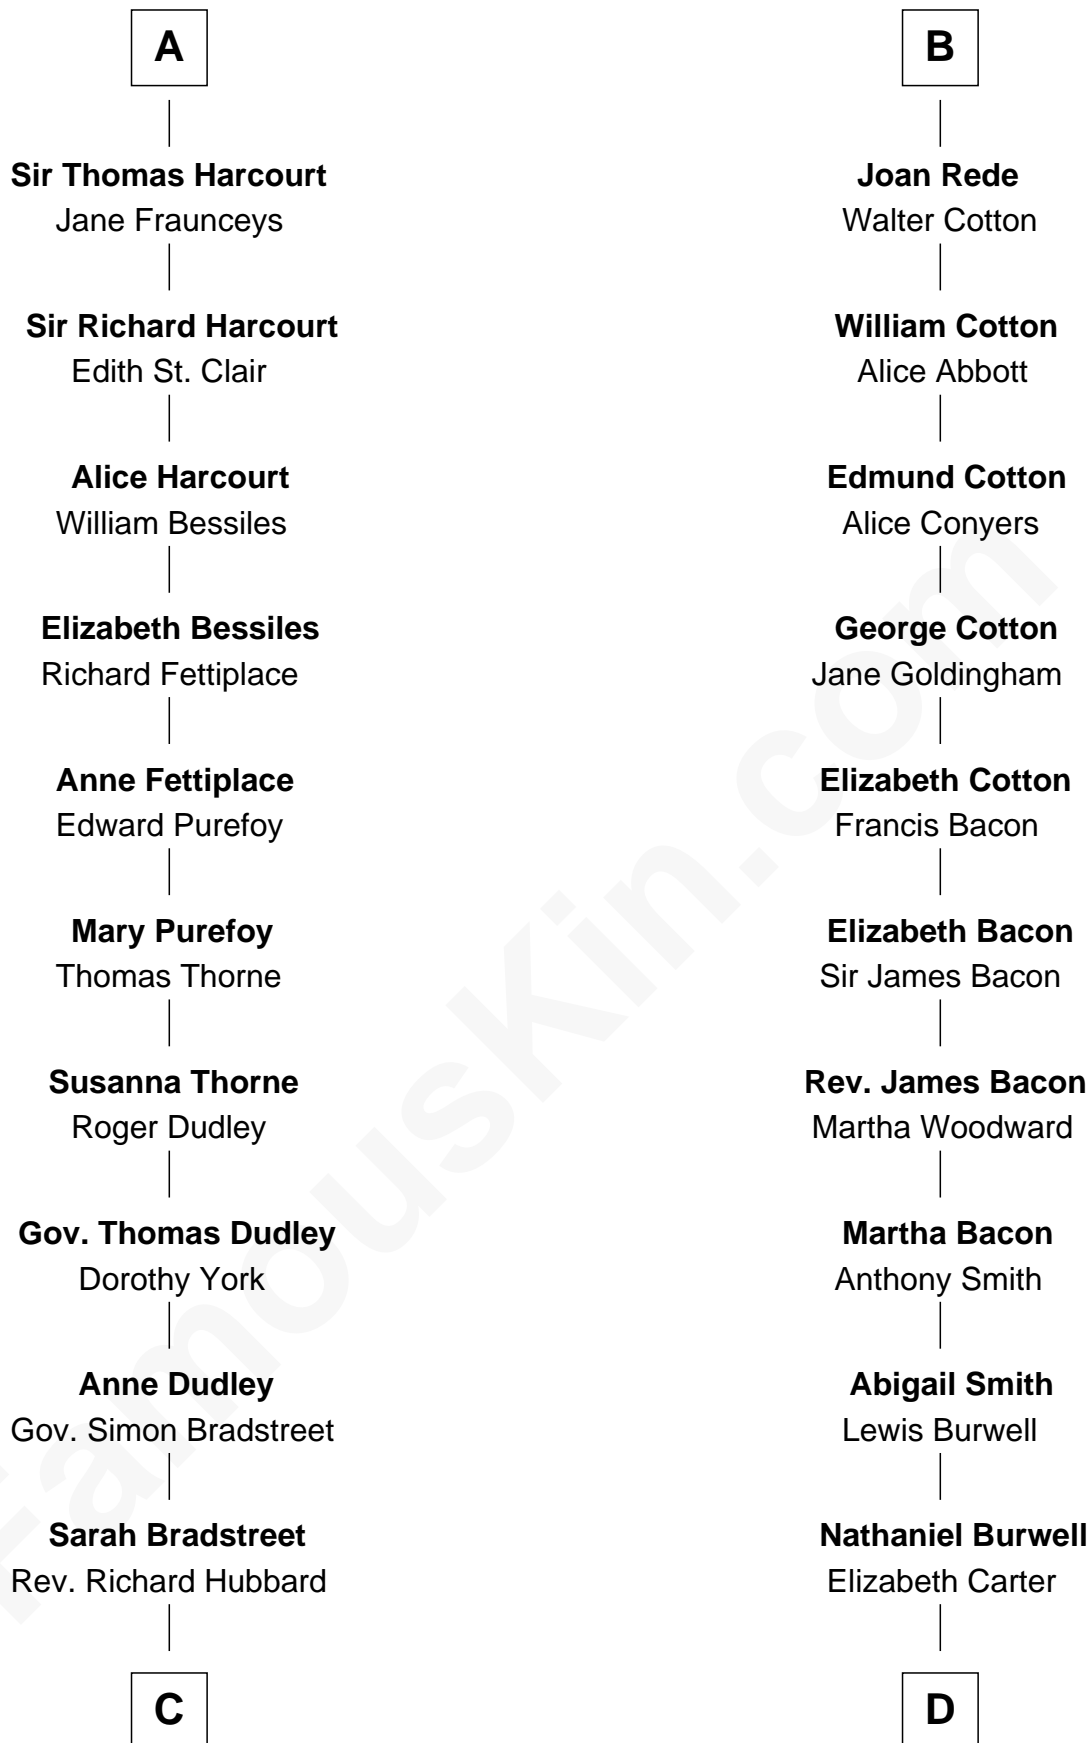 A
Sir Thomas Harcourt
Jane Fraunceys
Sir Richard Harcourt
Edith St. Clair
Alice Harcourt
William Bessiles
Elizabeth Bessiles
Richard Fettiplace
Anne Fettiplace
Edward Purefoy
Mary Purefoy
Thomas Thorne
Susanna Thorne
Roger Dudley
Gov. Thomas Dudley
Dorothy York
Anne Dudley
Gov. Simon Bradstreet
Sarah Bradstreet
Rev. Richard Hubbard
C
B
Joan Rede
Walter Cotton
William Cotton
Alice Abbott
Edmund Cotton
Alice Conyers
George Cotton
Jane Goldingham
Elizabeth Cotton
Francis Bacon
Elizabeth Bacon
Sir James Bacon
Rev. James Bacon
Martha Woodward
Martha Bacon
Anthony Smith
Abigail Smith
Lewis Burwell
Nathaniel Burwell
Elizabeth Carter
D
FamousKin.com